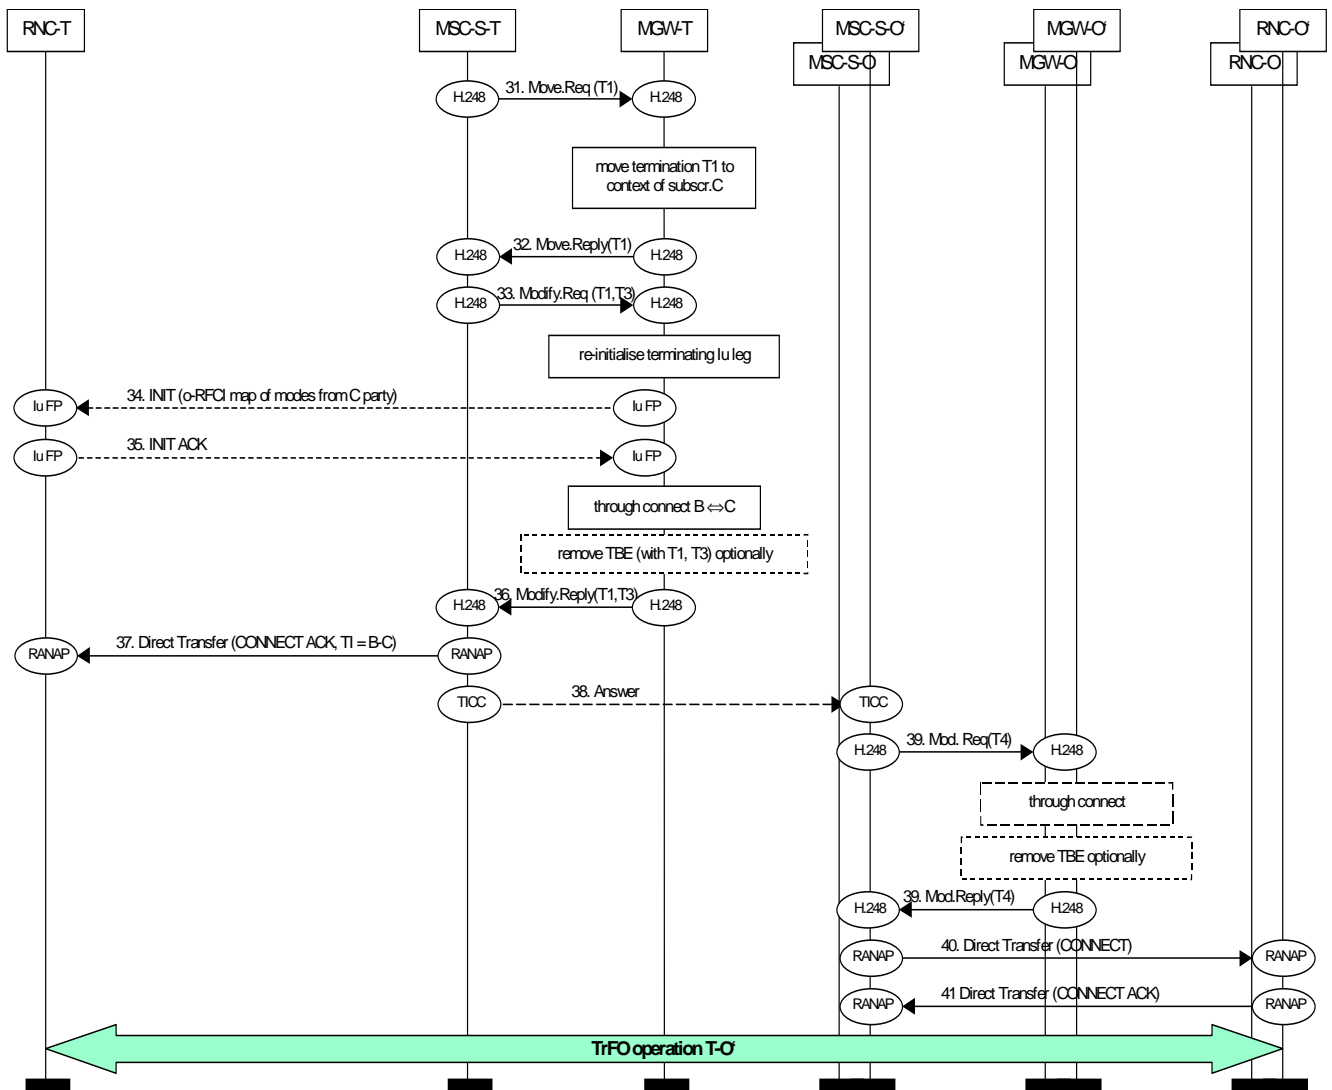 RNC-T
MSC-S-T
MGW-T
MSC-S-O'
MGW-O'
RNC-O'
MSC-S-O
MGW-O
RNC-O
H.248
31. Move.Req (T1)
H.248
move termination T1 to
context of subscr.C
H.248
32. Move.Reply(T1)
H.248
H.248
33. Modify.Req (T1,T3)
H.248
re-initialise terminating Iu leg
Iu FP
34. INIT (o-RFCI map of modes from C party)
Iu FP
Iu FP
35. INIT ACK
Iu FP
through connect B ⇔ C
remove TBE (with T1, T3) optionally
H.248
36. Modify.Reply(T1,T3)
H.248
RANAP
37. Direct Transfer (CONNECT ACK, TI = B-C)
RANAP
TICC
38. Answer
TICC
H.248
39. Mod. Req(T4)
H.248
through connect
remove TBE optionally
H.248
39. Mod.Reply(T4)
H.248
RANAP
40. Direct Transfer (CONNECT)
RANAP
RANAP
41 Direct Transfer (CONNECT ACK)
RANAP
TrFO operation T-O'